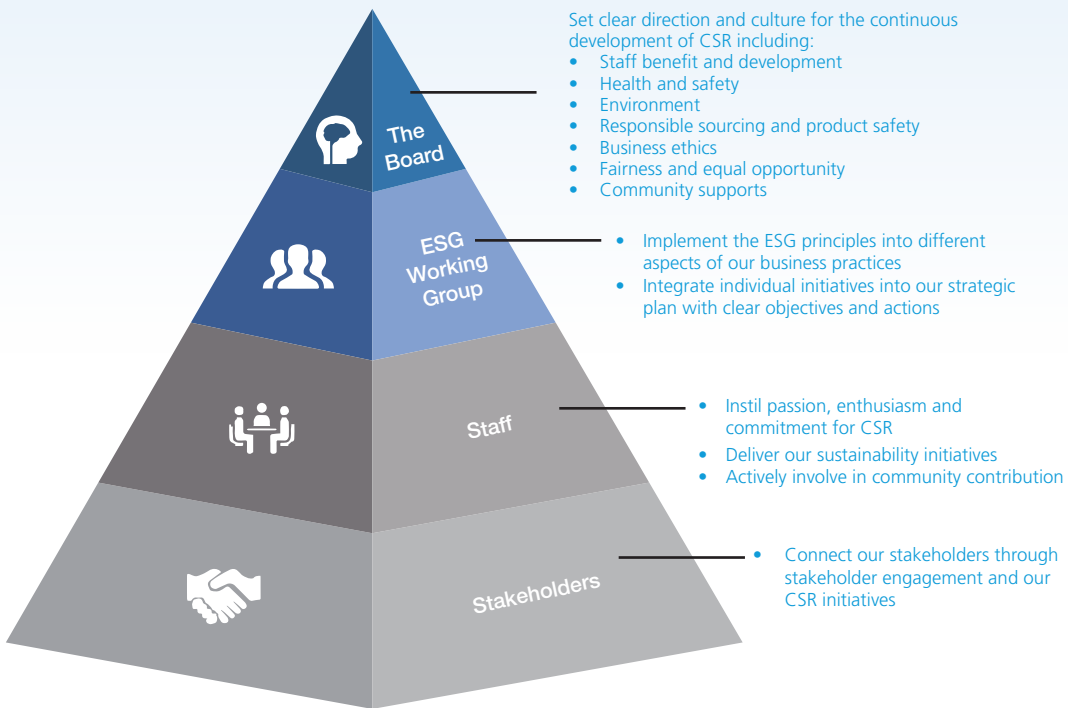 Set clear direction and culture for the continuous
development of CSR including:
• Staff benefit and development
• Health and safety
• Environment
• Responsible sourcing and product safety
• Business ethics
• Fairness and equal opportunity
• Community supports
The
Board
ESG
Working
Group
• Implement the ESG principles into different
aspects of our business practices
• Integrate individual initiatives into our strategic
plan with clear objectives and actions
Staff
• Instil passion, enthusiasm and
commitment for CSR
• Deliver our sustainability initiatives
• Actively involve in community contribution
Stakeholders
• Connect our stakeholders through
stakeholder engagement and our
CSR initiatives